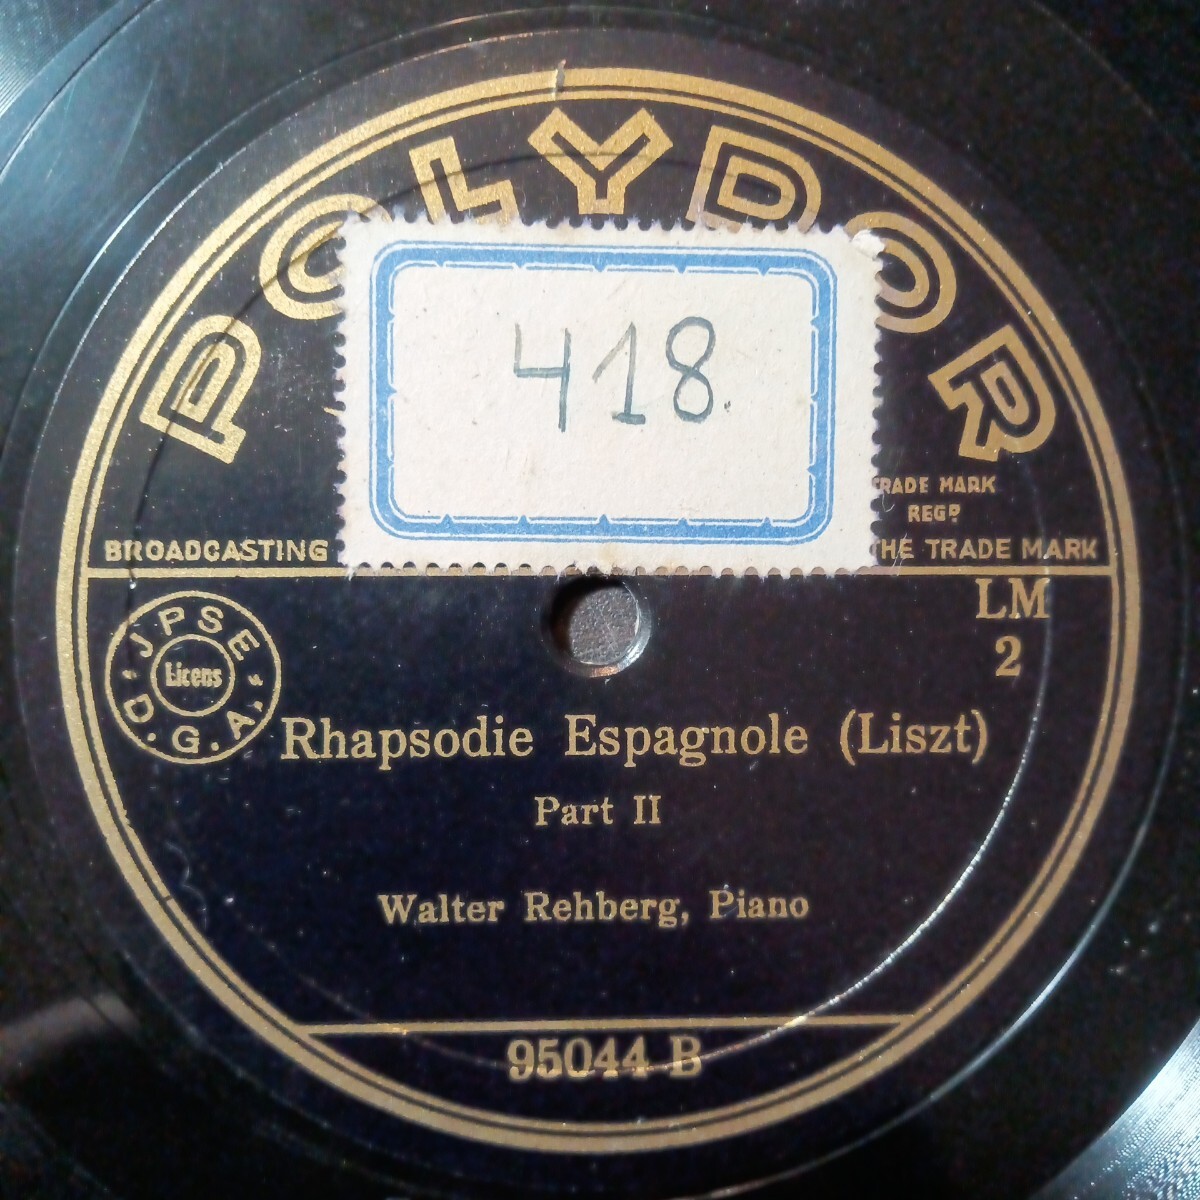 POLYDOR
418
TRADE MARK
REGD.
BROADCASTING
THE TRADE MARK
LM
2
JPSE
Licens
D.G.A.
Rhapsodie Espagnole (Liszt)
Part II
Walter Rehberg, Piano
95044 B